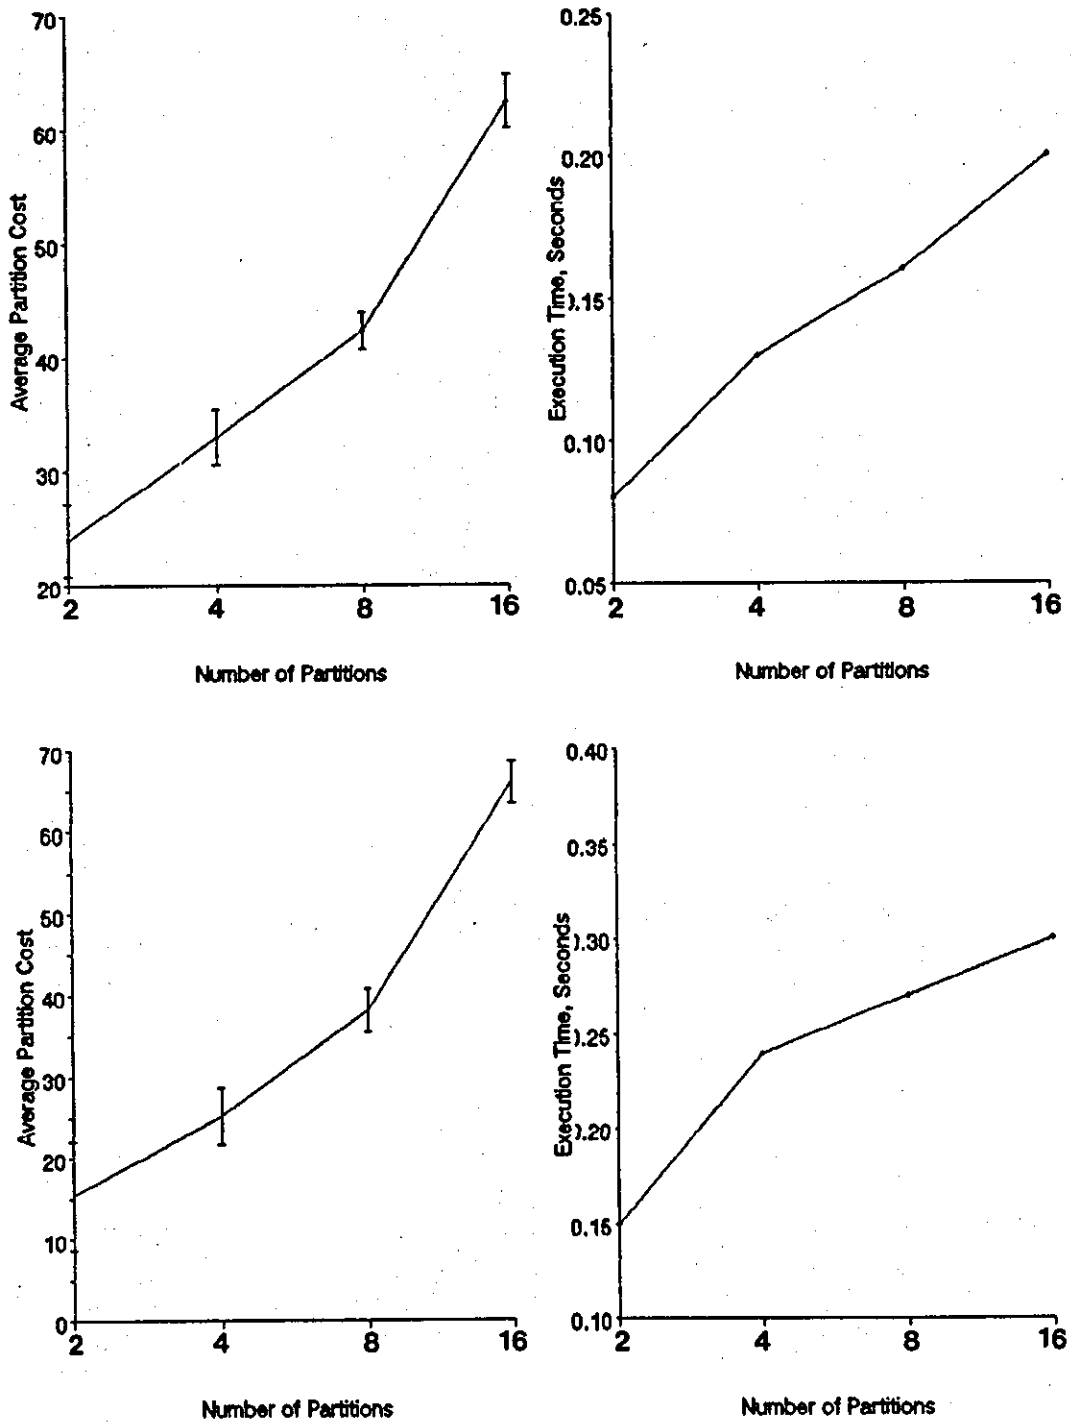 70
60
50
40
30
20
Average Partition Cost
2 4 8 16
Number of Partitions
0.25
0.20
).15
0.10
0.05
Execution Time, Seconds
2 4 8 16
Number of Partitions
70
60
50
40
30
20
10
0
Average Partition Cost
2 4 8 16
Number of Partitions
0.40
0.35
).30
).25
).20
0.15
0.10
Execution Time, Seconds
2 4 8 16
Number of Partitions